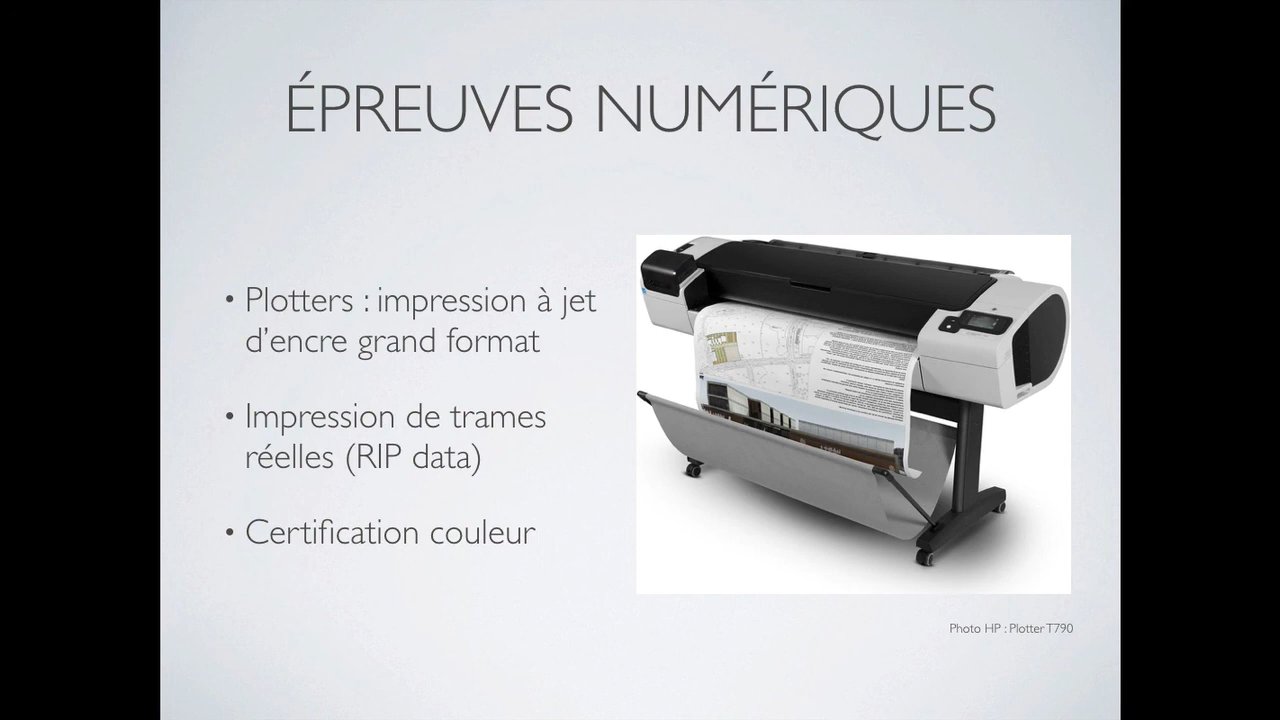 ÉPREUVES NUMÉRIQUES
• Plotters : impression à jet
d’encre grand format
• Impression de trames
réelles (RIP data)
• Certification couleur
Photo HP : Plotter T790